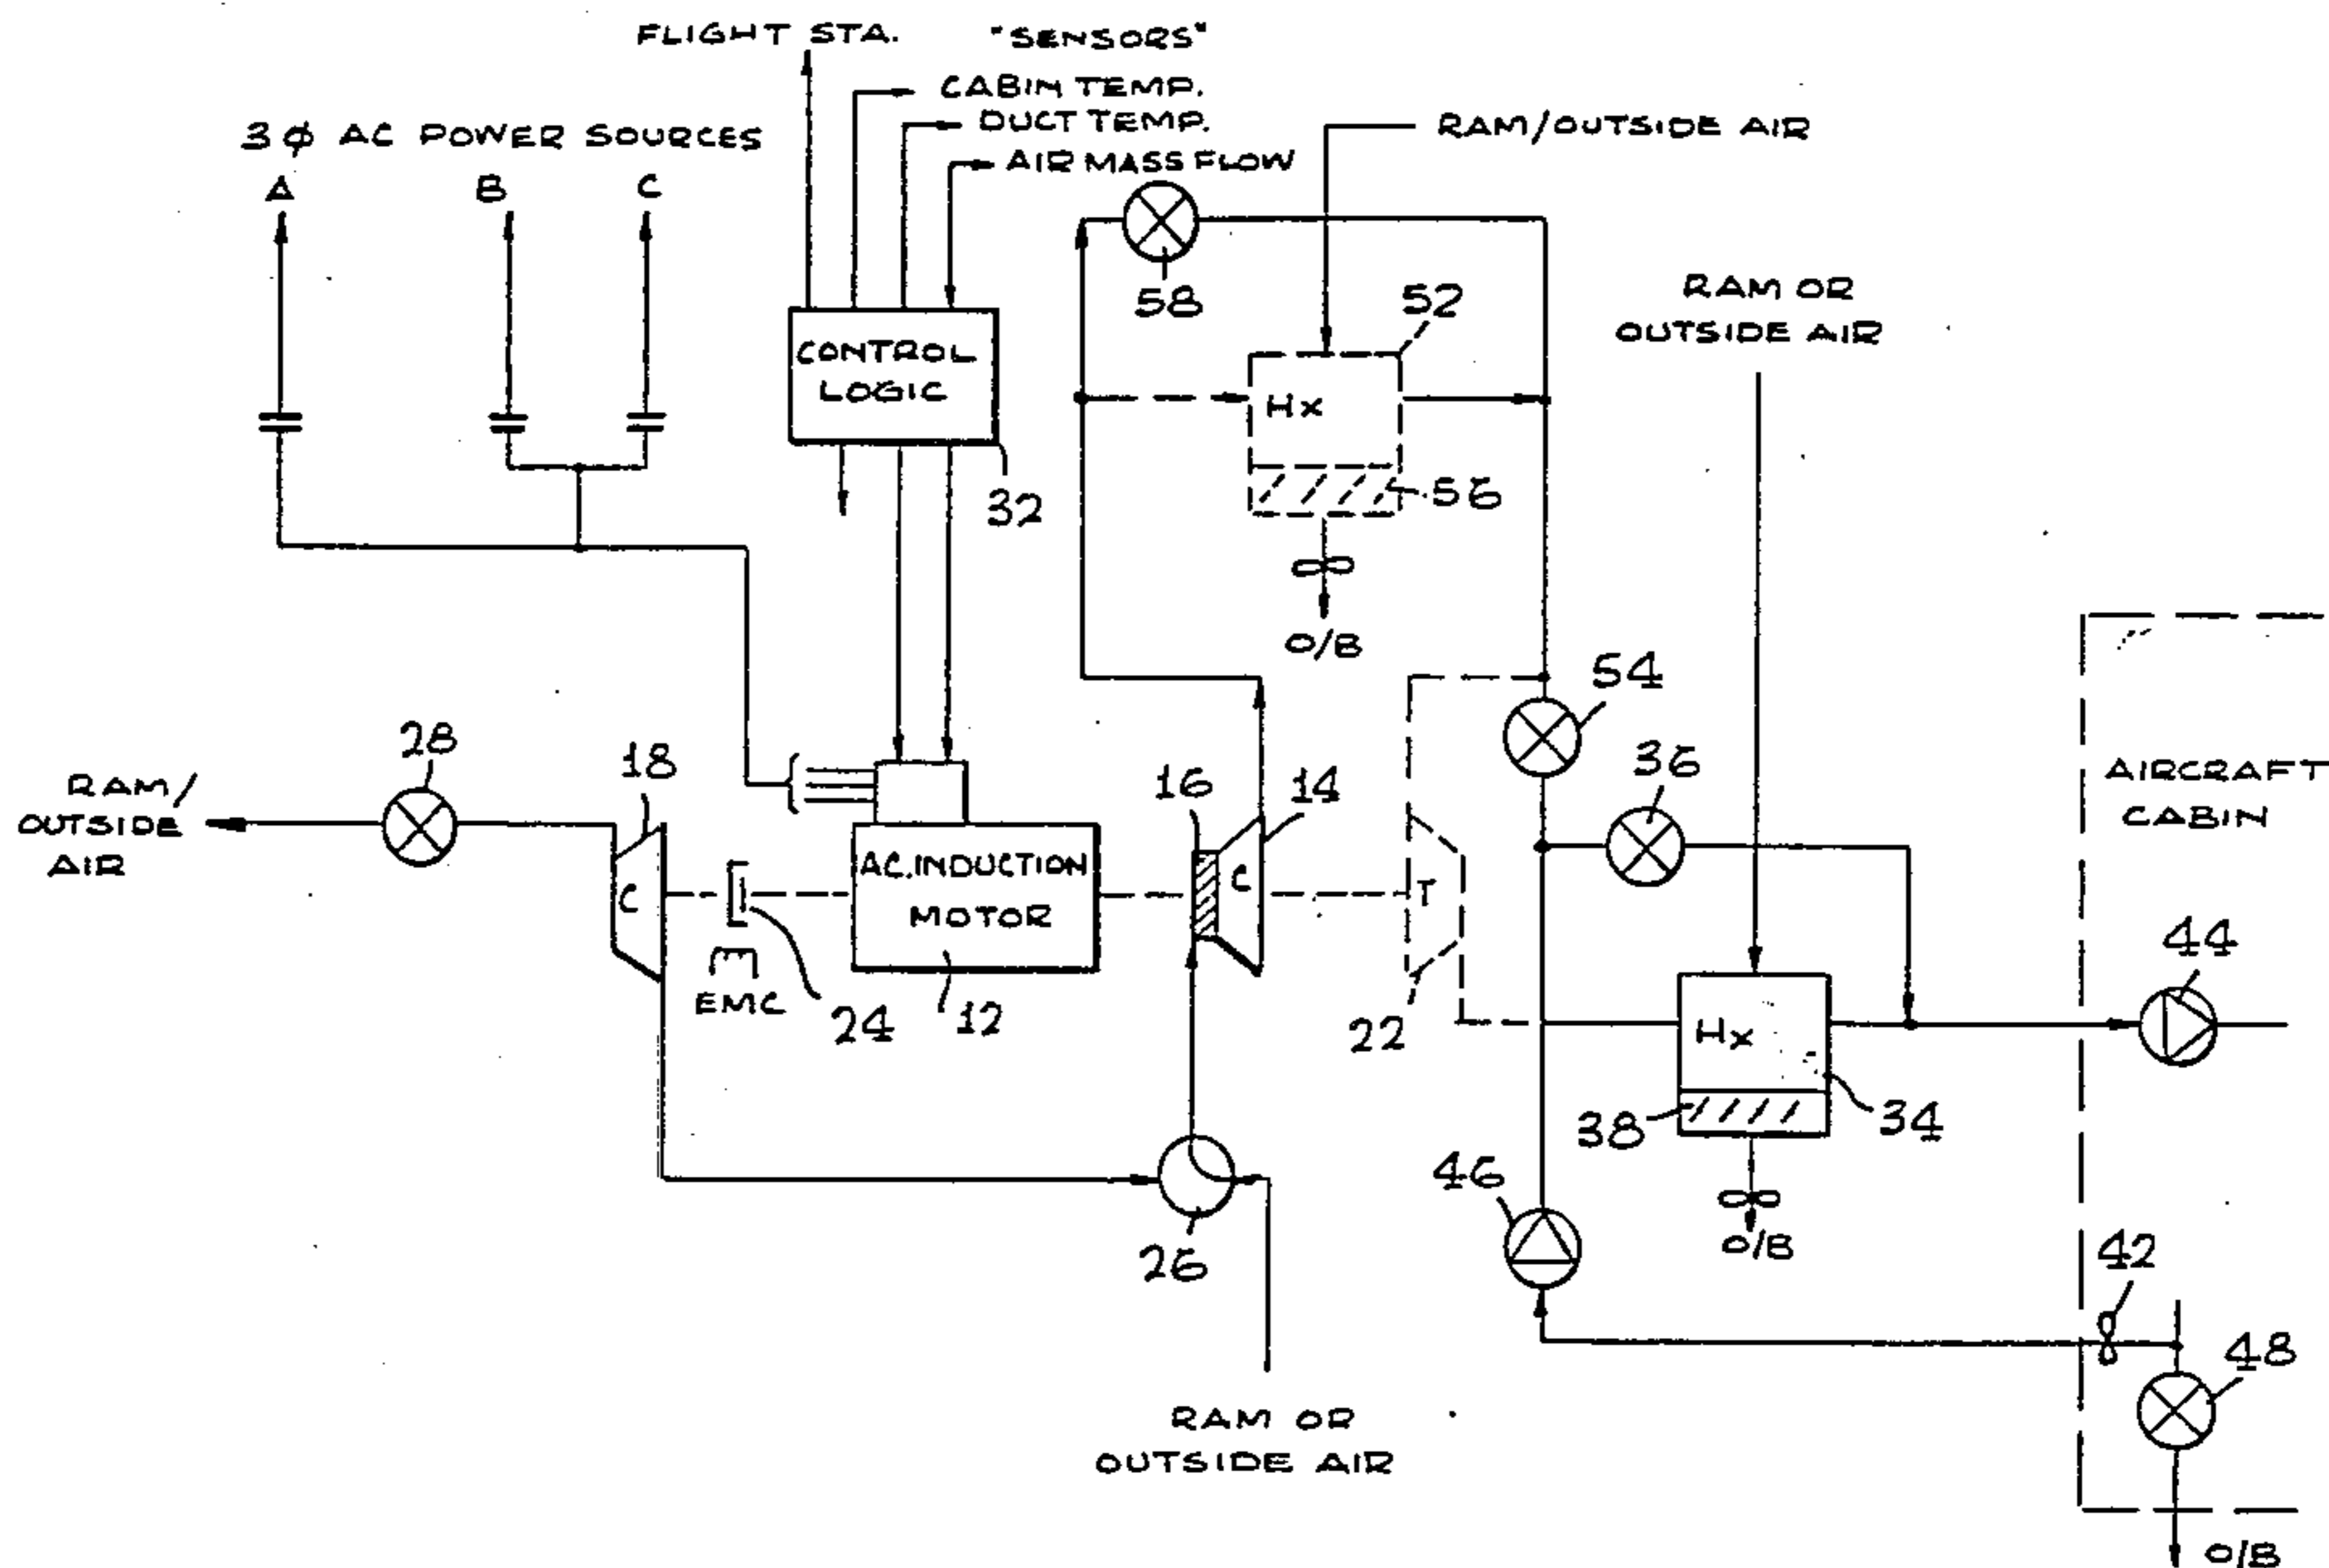 FLIGHT STA.
"SENSORS"
CABIN TEMP.
DUCT TEMP.
AIR MASS FLOW
3 φ AC POWER SOURCES
A
B
C
RAM/OUTSIDE AIR
58
52
RAM OR
OUTSIDE AIR
CONTROL
LOGIC
32
Hx
56
O/B
54
28
18
16
14
36
RAM/
OUTSIDE
AIR
AIRCRAFT
CABIN
C
AC. INDUCTION
MOTOR
C
T
EMC
24
12
22
44
Hx
38
34
O/B
46
26
42
48
RAM OR
OUTSIDE AIR
O/B